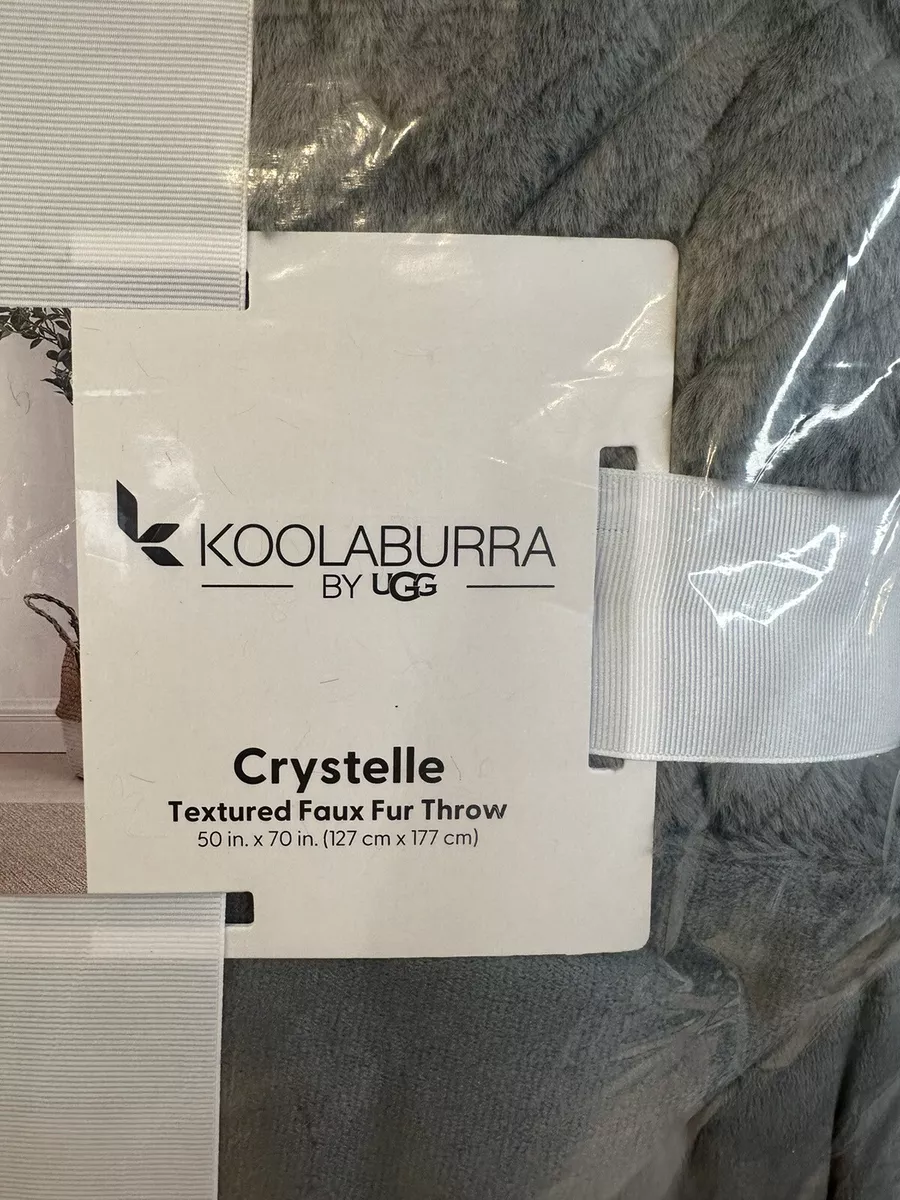 KOOLABURRA
BY UGG
Crystelle
Textured Faux Fur Throw
50 in. x 70 in. (127 cm x 177 cm)